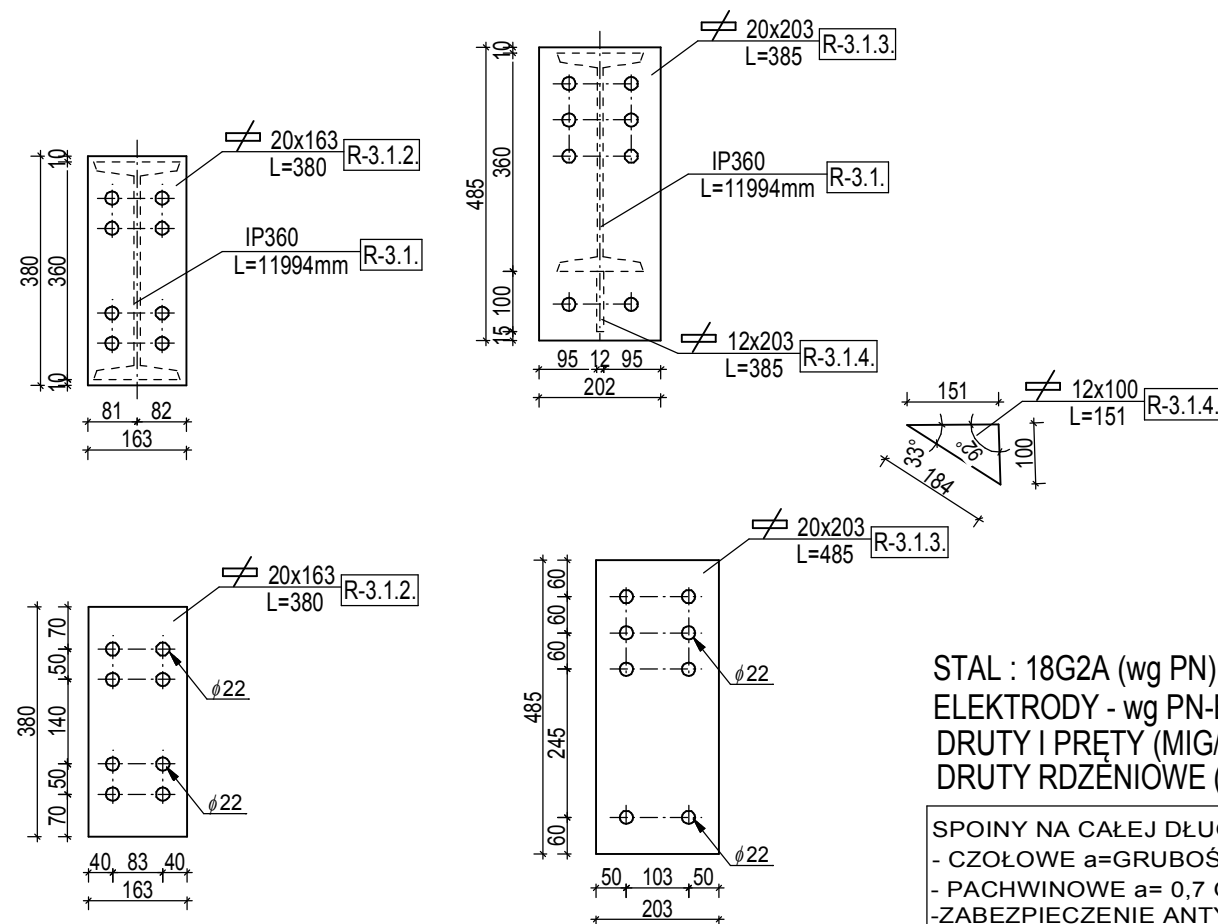 20x163
L=380
R-3.1.2.
IP360
L=11994mm
R-3.1.
10
360
10
380
81 82
163
20x203
L=385
R-3.1.3.
IP360
L=11994mm
R-3.1.
12x203
L=385
R-3.1.4.
10
360
100
15
485
95 12 95
202
151
12x100
L=151
R-3.1.4.
33°
92°
100
184
20x163
L=380
R-3.1.2.
70
50
140
50
70
380
ϕ22
ϕ22
40 83 40
163
20x203
L=485
R-3.1.3.
60
60
60
245
60
485
ϕ22
ϕ22
50 103 50
203
STAL : 18G2A (wg PN)
ELEKTRODY - wg PN-
DRUTY I PRĘTY (MIG/
DRUTY RDZENIOWE (
SPOINY NA CAŁEJ DŁUG
- CZOŁOWE a=GRUBOŚ
- PACHWINOWE a= 0,7
-ZABEZPIECZENIE ANTY